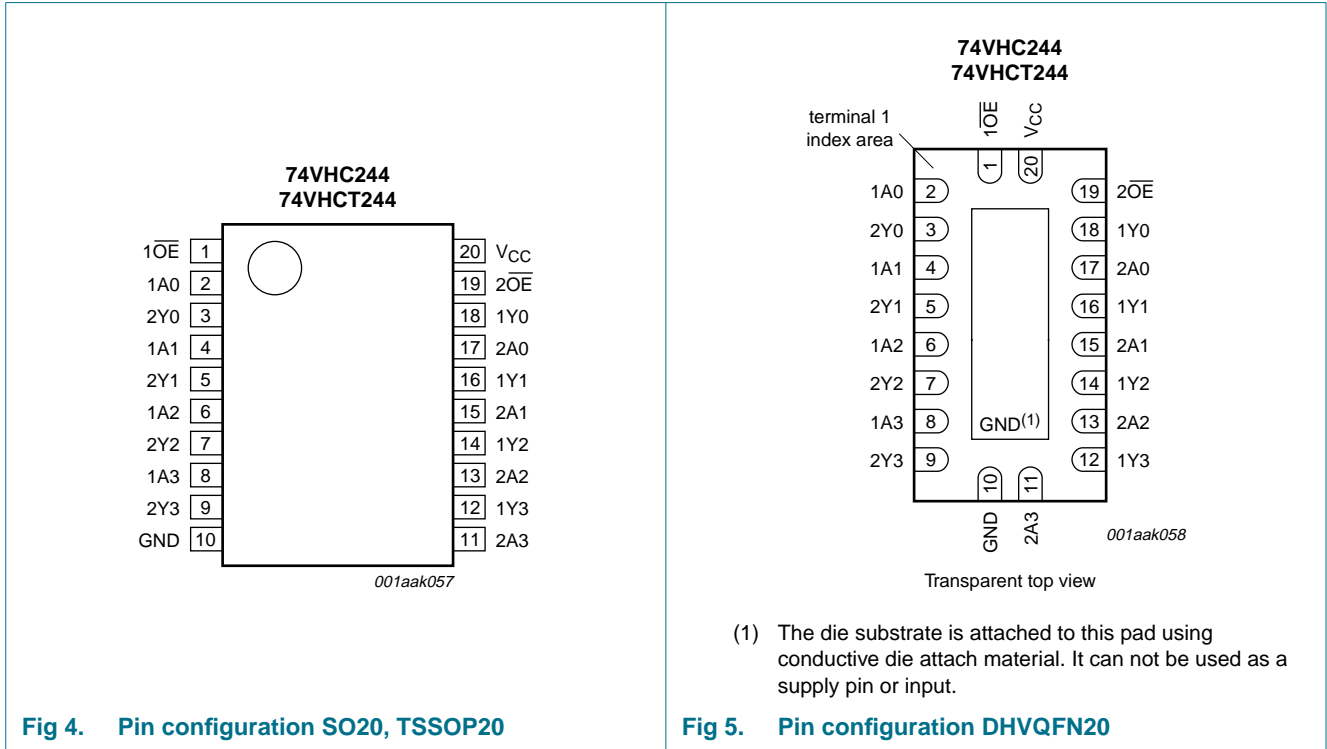 74VHC244
74VHCT244
1O̅E̅ 1
1A0 2
2Y0 3
1A1 4
2Y1 5
1A2 6
2Y2 7
1A3 8
2Y3 9
GND 10
20 VCC
19 2O̅E̅
18 1Y0
17 2A0
16 1Y1
15 2A1
14 1Y2
13 2A2
12 1Y3
11 2A3
001aak057
Fig 4. Pin configuration SO20, TSSOP20
74VHC244
74VHCT244
terminal 1
index area
1O̅E̅
VCC
1
20
1A0 2
2Y0 3
1A1 4
2Y1 5
1A2 6
2Y2 7
1A3 8
2Y3 9
19 2O̅E̅
18 1Y0
17 2A0
16 1Y1
15 2A1
14 1Y2
13 2A2
12 1Y3
GND(1)
10
11
GND
2A3
001aak058
Transparent top view
(1) The die substrate is attached to this pad using
conductive die attach material. It can not be used as a
supply pin or input.
Fig 5. Pin configuration DHVQFN20